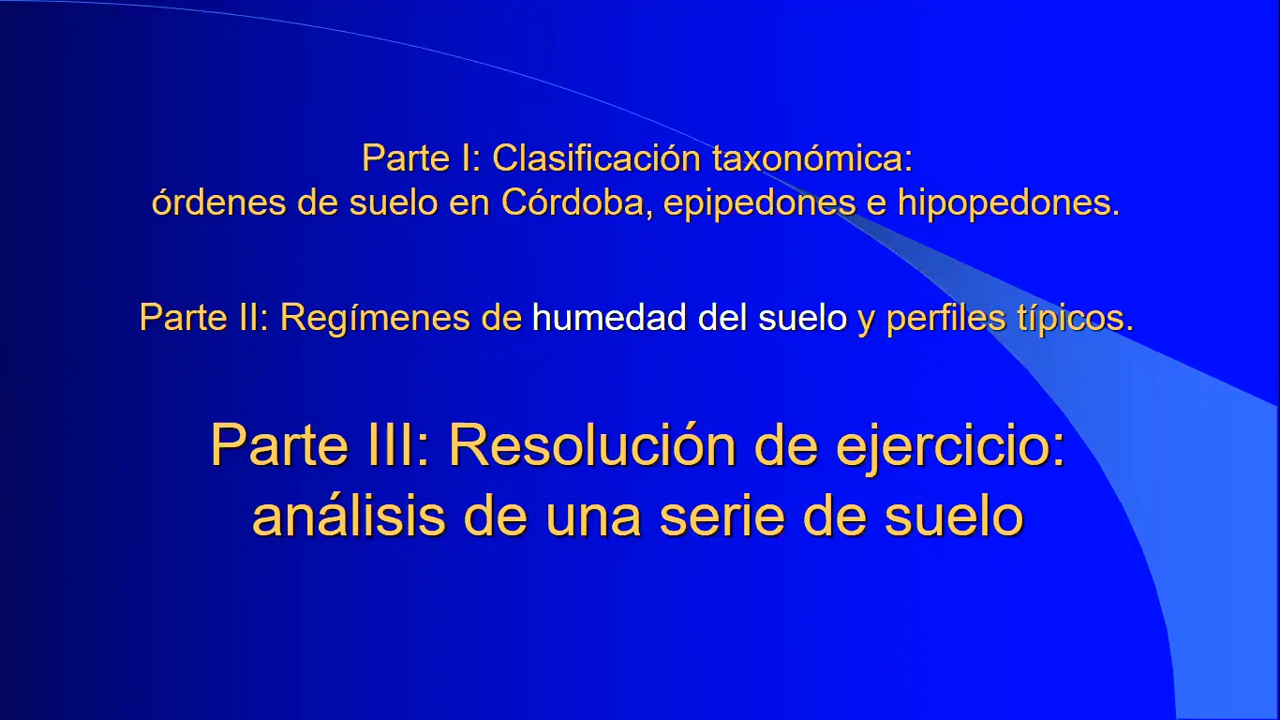 Parte I: Clasificación taxonómica:
órdenes de suelo en Córdoba, epipedones e hipopedones.
Parte II: Regímenes de humedad del suelo y perfiles típicos.
Parte III: Resolución de ejercicio:
análisis de una serie de suelo